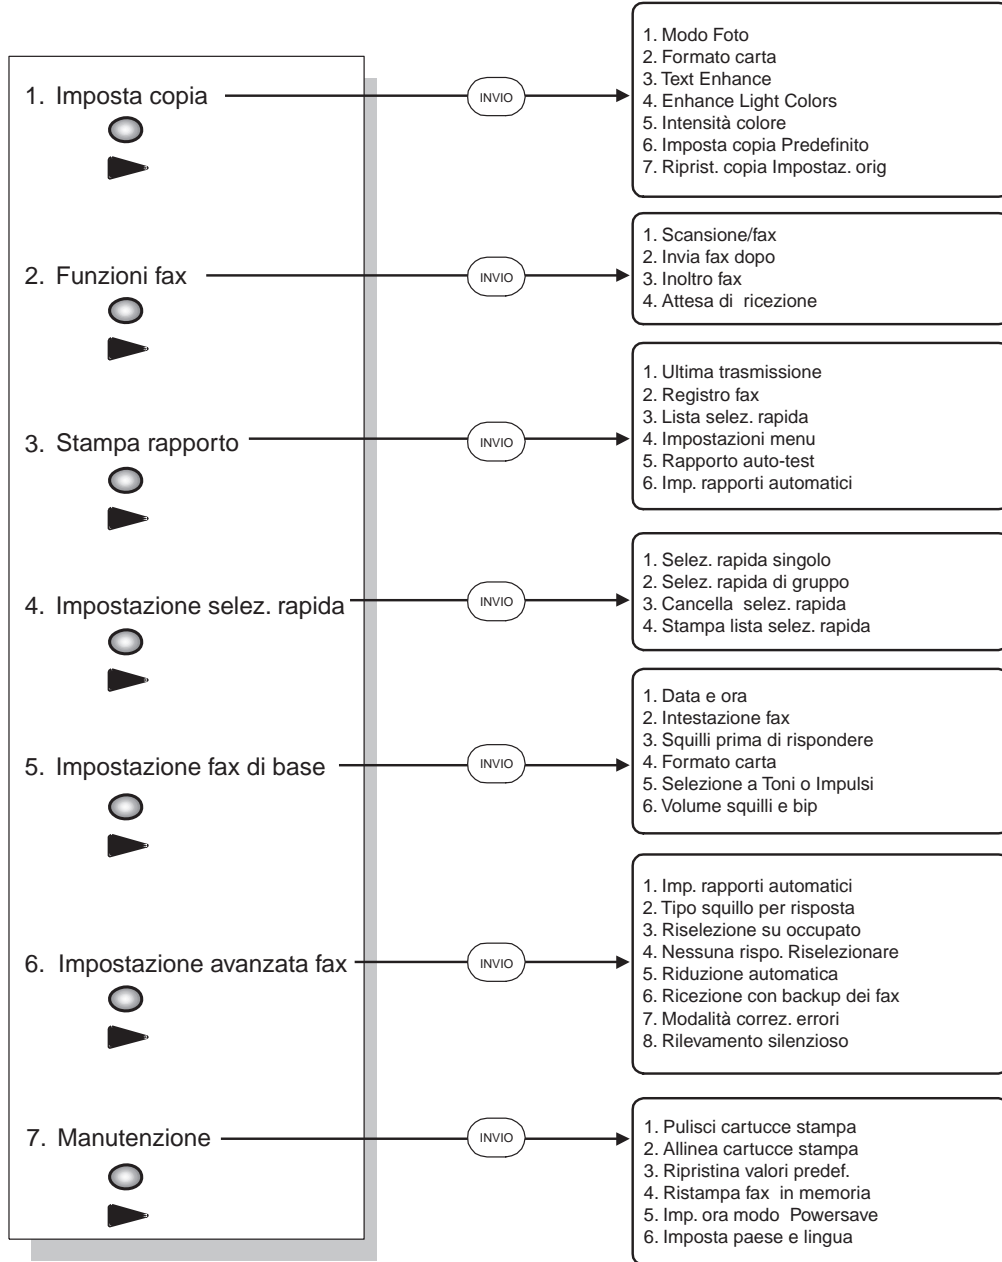 1. Imposta copia
INVIO
1. Modo Foto
2. Formato carta
3. Text Enhance
4. Enhance Light Colors
5. Intensità colore
6. Imposta copia Predefinito
7. Riprist. copia Impostaz. orig
2. Funzioni fax
INVIO
1. Scansione/fax
2. Invia fax dopo
3. Inoltro fax
4. Attesa di ricezione
3. Stampa rapporto
INVIO
1. Ultima trasmissione
2. Registro fax
3. Lista selez. rapida
4. Impostazioni menu
5. Rapporto auto-test
6. Imp. rapporti automatici
4. Impostazione selez. rapida
INVIO
1. Selez. rapida singolo
2. Selez. rapida di gruppo
3. Cancella selez. rapida
4. Stampa lista selez. rapida
5. Impostazione fax di base
INVIO
1. Data e ora
2. Intestazione fax
3. Squilli prima di rispondere
4. Formato carta
5. Selezione a Toni o Impulsi
6. Volume squilli e bip
6. Impostazione avanzata fax
INVIO
1. Imp. rapporti automatici
2. Tipo squillo per risposta
3. Riselezione su occupato
4. Nessuna rispo. Riselezionare
5. Riduzione automatica
6. Ricezione con backup dei fax
7. Modalità correz. errori
8. Rilevamento silenzioso
7. Manutenzione
INVIO
1. Pulisci cartucce stampa
2. Allinea cartucce stampa
3. Ripristina valori predef.
4. Ristampa fax in memoria
5. Imp. ora modo Powersave
6. Imposta paese e lingua